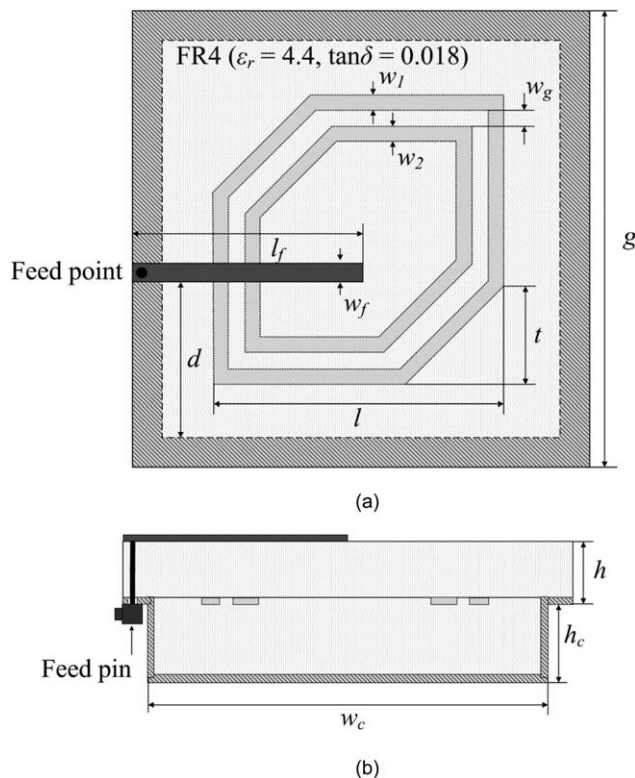 FR4 (εr = 4.4, tanδ = 0.018)
w1
wg
w2
g
lf
Feed point
wf
d
t
l
(a)
h
hc
Feed pin
wc
(b)